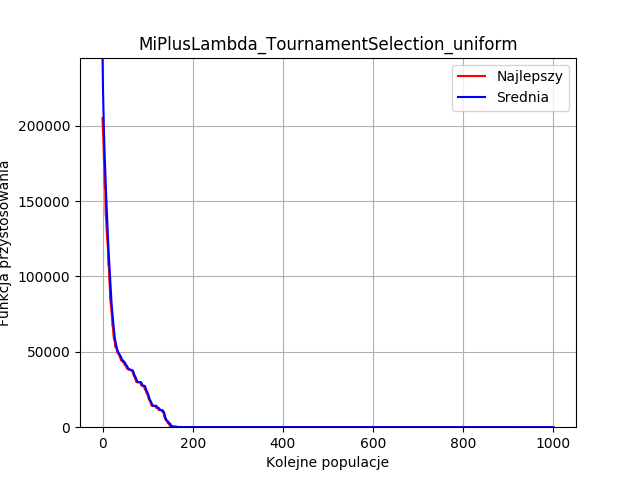 MiPlusLambda_TournamentSelection_uniform
Najlepszy
Srednia
200000
150000
100000
50000
0
Funkcja przystosowania
0 200 400 600 800 1000
Kolejne populacje